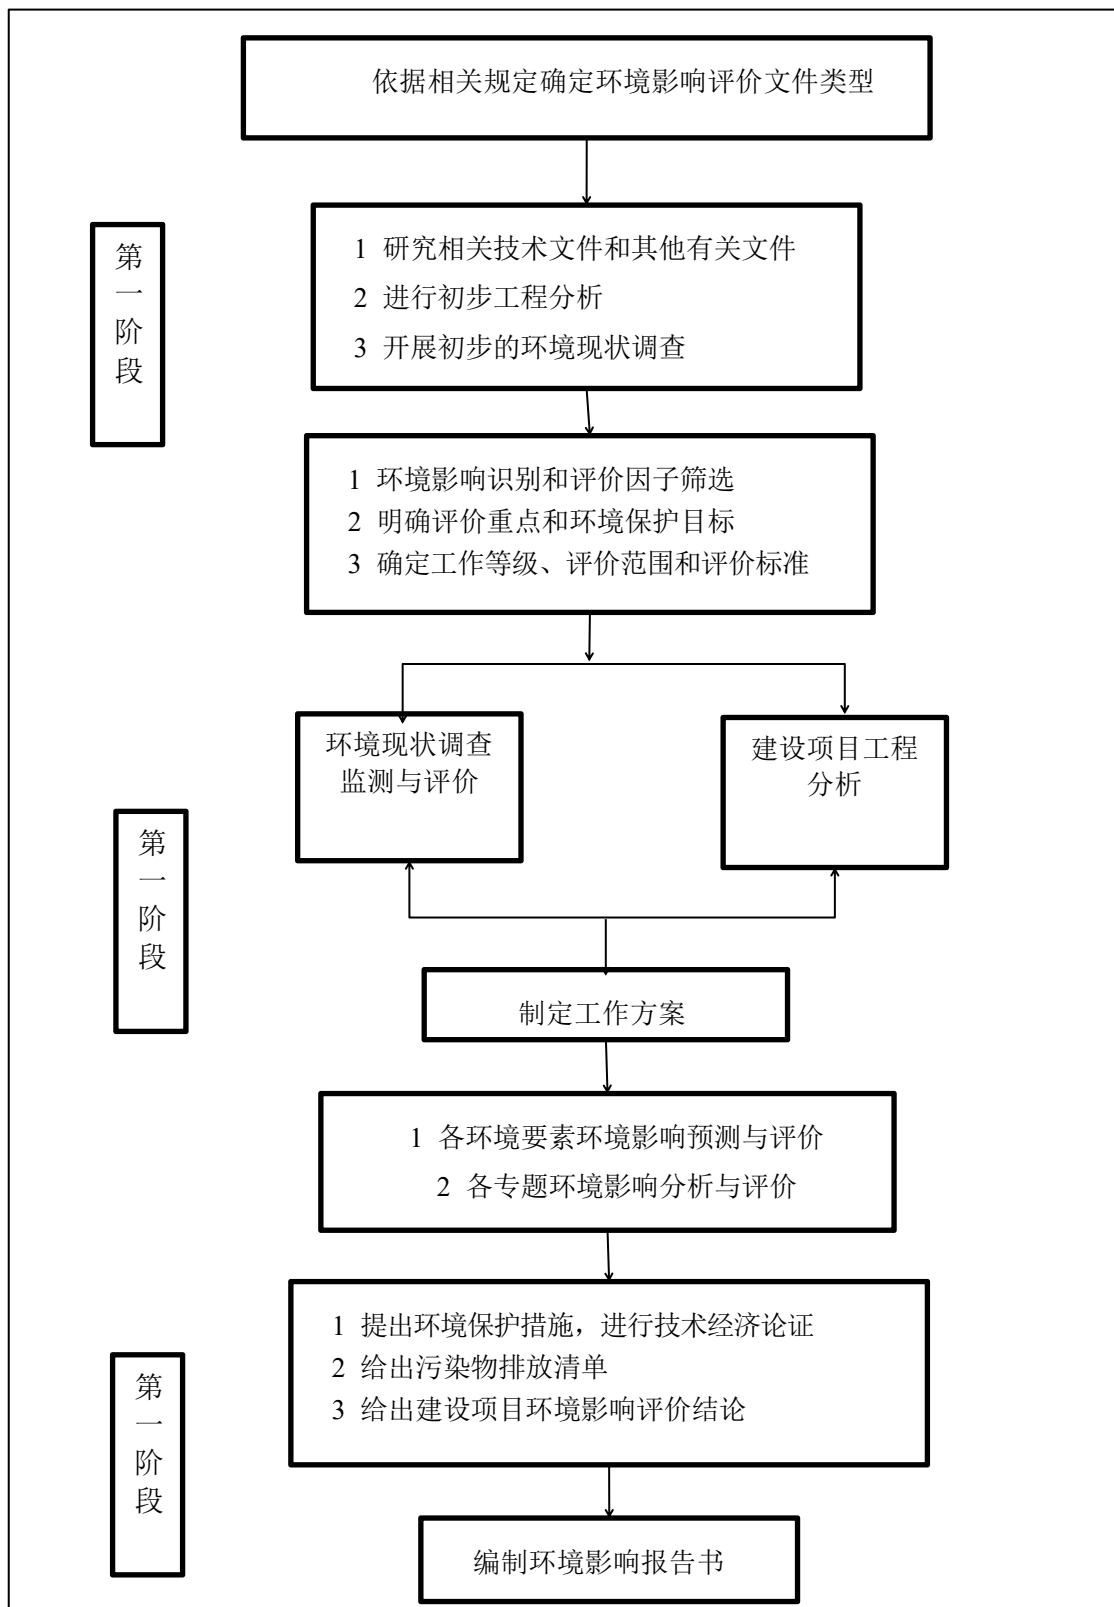 依据相关规定确定环境影响评价文件类型
第
一
阶
段
1 研究相关技术文件和其他有关文件
2 进行初步工程分析
3 开展初步的环境现状调查
1 环境影响识别和评价因子筛选
2 明确评价重点和环境保护目标
3 确定工作等级、评价范围和评价标准
环境现状调查
监测与评价
建设项目工程
分析
第
一
阶
段
制定工作方案
1 各环境要素环境影响预测与评价
2 各专题环境影响分析与评价
第
一
阶
段
1 提出环境保护措施，进行技术经济论证
2 给出污染物排放清单
3 给出建设项目环境影响评价结论
编制环境影响报告书